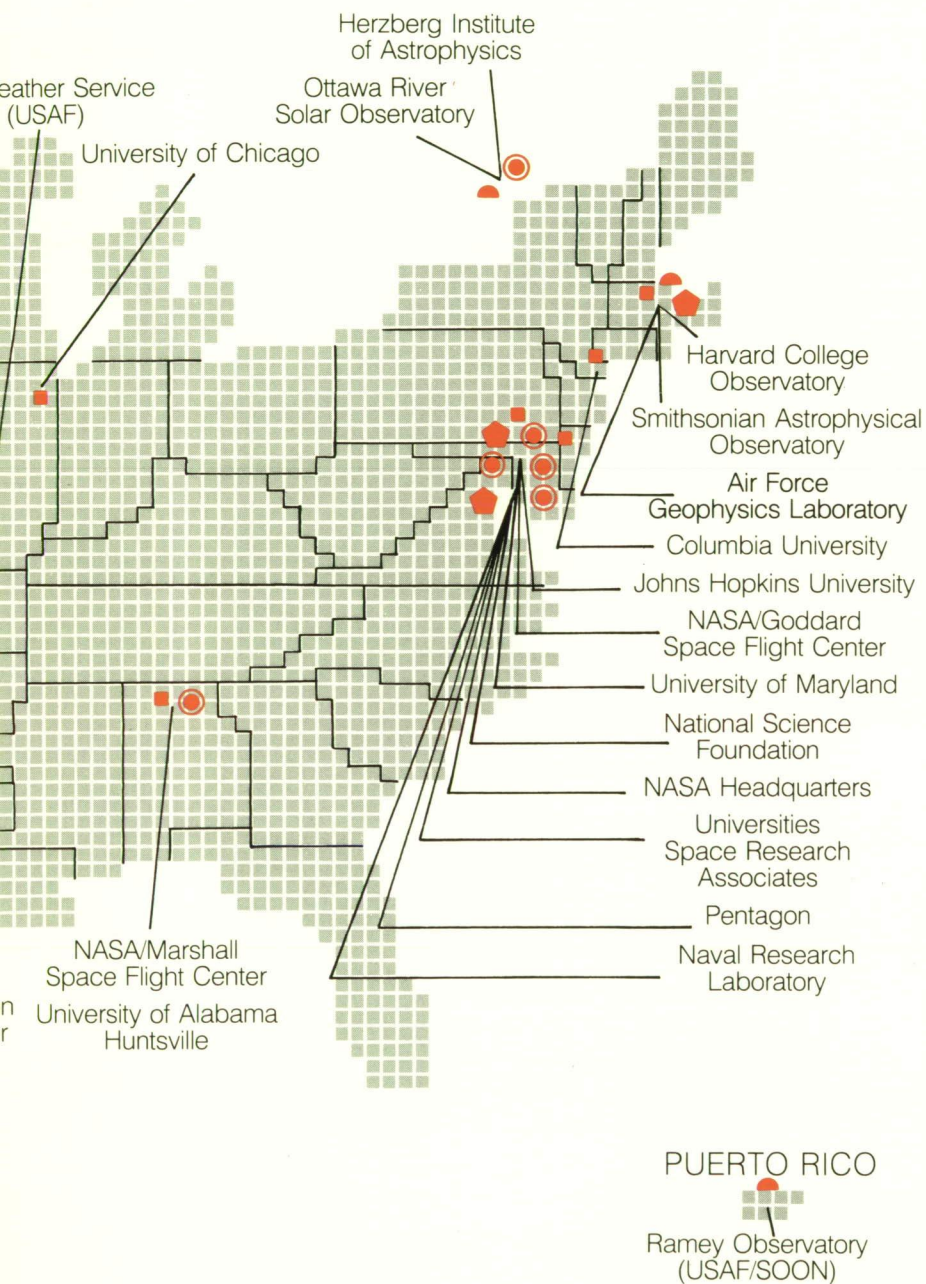 Herzberg Institute
of Astrophysics
eather Service
(USAF)
Ottawa River
Solar Observatory
University of Chicago
Harvard College
Observatory
Smithsonian Astrophysical
Observatory
Air Force
Geophysics Laboratory
Columbia University
Johns Hopkins University
NASA/Goddard
Space Flight Center
University of Maryland
National Science
Foundation
NASA Headquarters
Universities
Space Research
Associates
Pentagon
Naval Research
Laboratory
NASA/Marshall
Space Flight Center
n
r
University of Alabama
Huntsville
PUERTO RICO
Ramey Observatory
(USAF/SOON)